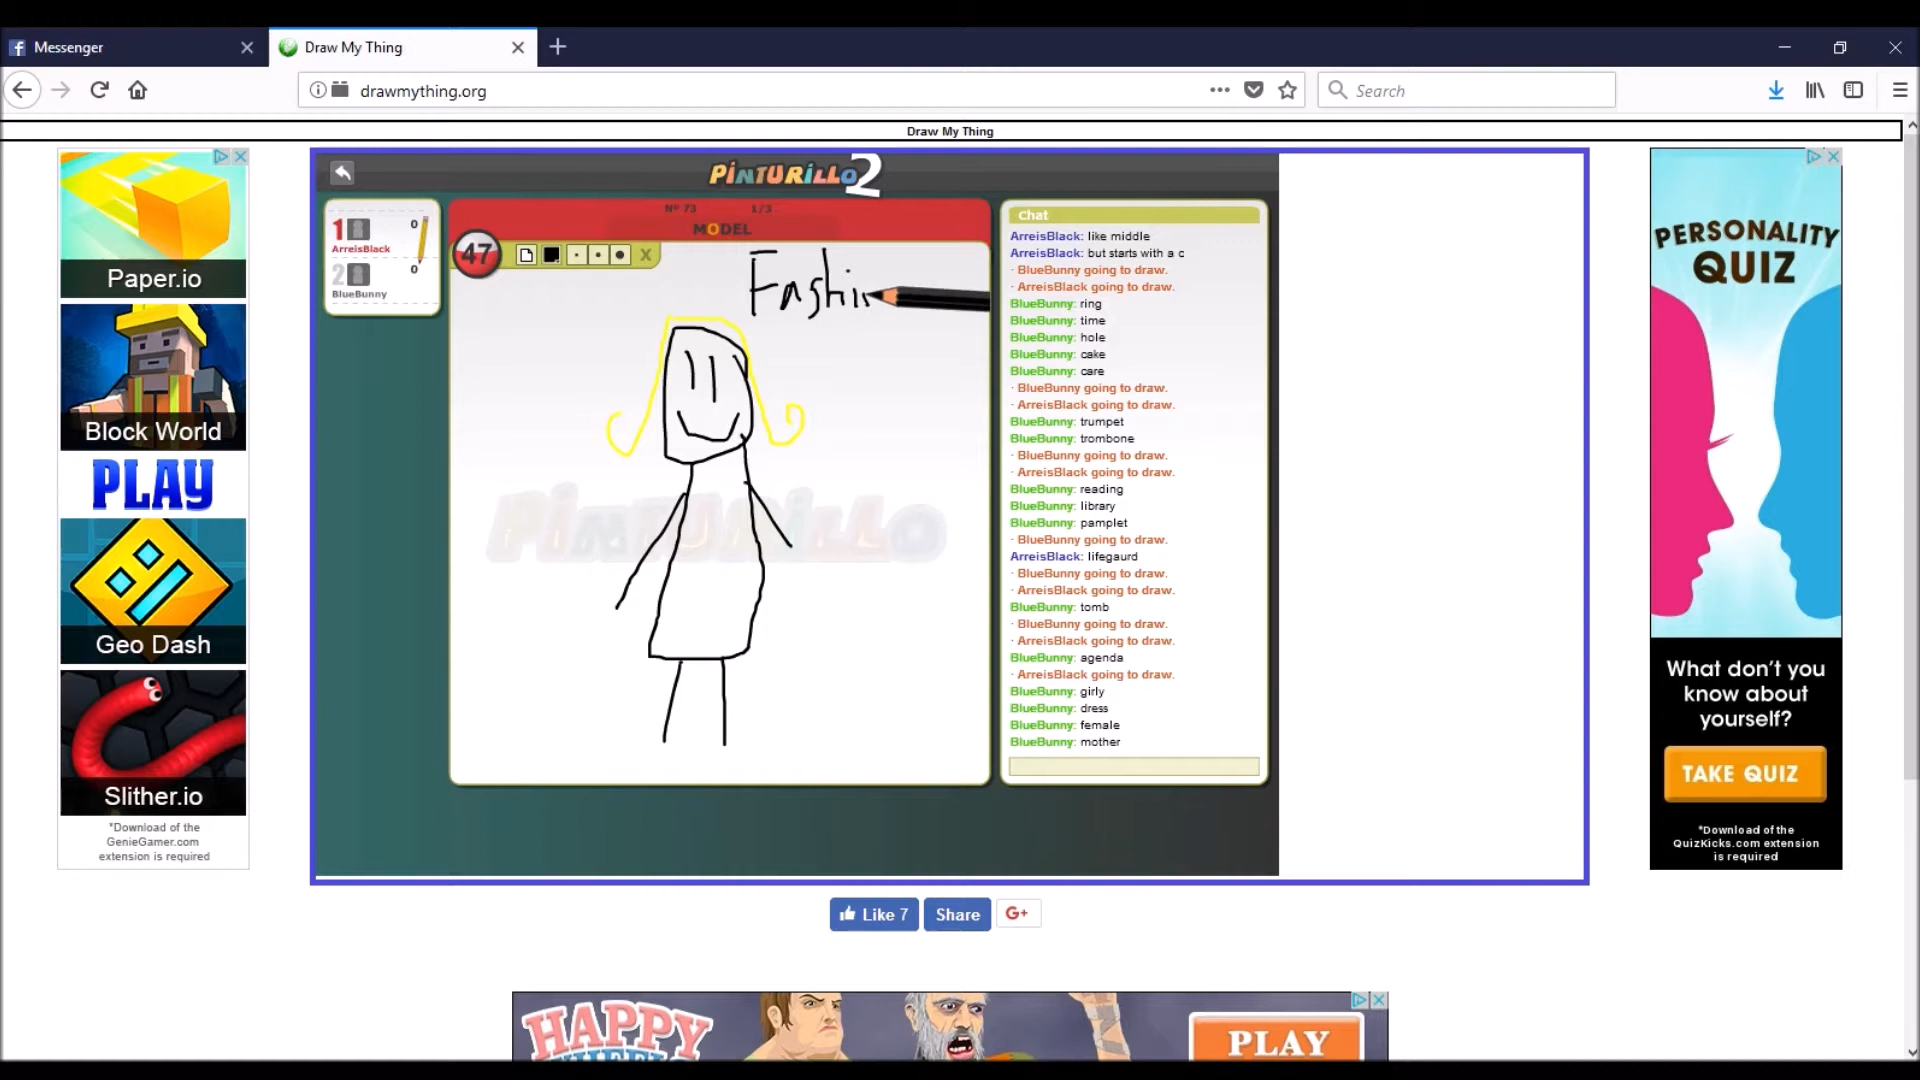 Messenger
Draw My Thing
drawmything.org
Search
Draw My Thing
Paper.io
Block World
PLAY
Geo Dash
Slither.io
*Download of the
GenieGamer.com
extension is required
PiNTURiLLO2
1 0
ArreisBlack
2 0
BlueBunny
Nº 73 1/3
MODEL
47
X
Fashin
PiNTURiLLO
Chat
ArreisBlack: like middle
ArreisBlack: but starts with a c
· BlueBunny going to draw.
· ArreisBlack going to draw.
BlueBunny: ring
BlueBunny: time
BlueBunny: hole
BlueBunny: cake
BlueBunny: care
· BlueBunny going to draw.
· ArreisBlack going to draw.
BlueBunny: trumpet
BlueBunny: trombone
· BlueBunny going to draw.
· ArreisBlack going to draw.
BlueBunny: reading
BlueBunny: library
BlueBunny: pamplet
· BlueBunny going to draw.
ArreisBlack: lifegaurd
· BlueBunny going to draw.
· ArreisBlack going to draw.
BlueBunny: tomb
· BlueBunny going to draw.
· ArreisBlack going to draw.
BlueBunny: agenda
· ArreisBlack going to draw.
BlueBunny: girly
BlueBunny: dress
BlueBunny: female
BlueBunny: mother
PERSONALITY
QUIZ
What don't you
know about
yourself?
TAKE QUIZ
*Download of the
QuizKicks.com extension
is required
Like 7
Share
G+
HAPPY
PLAY